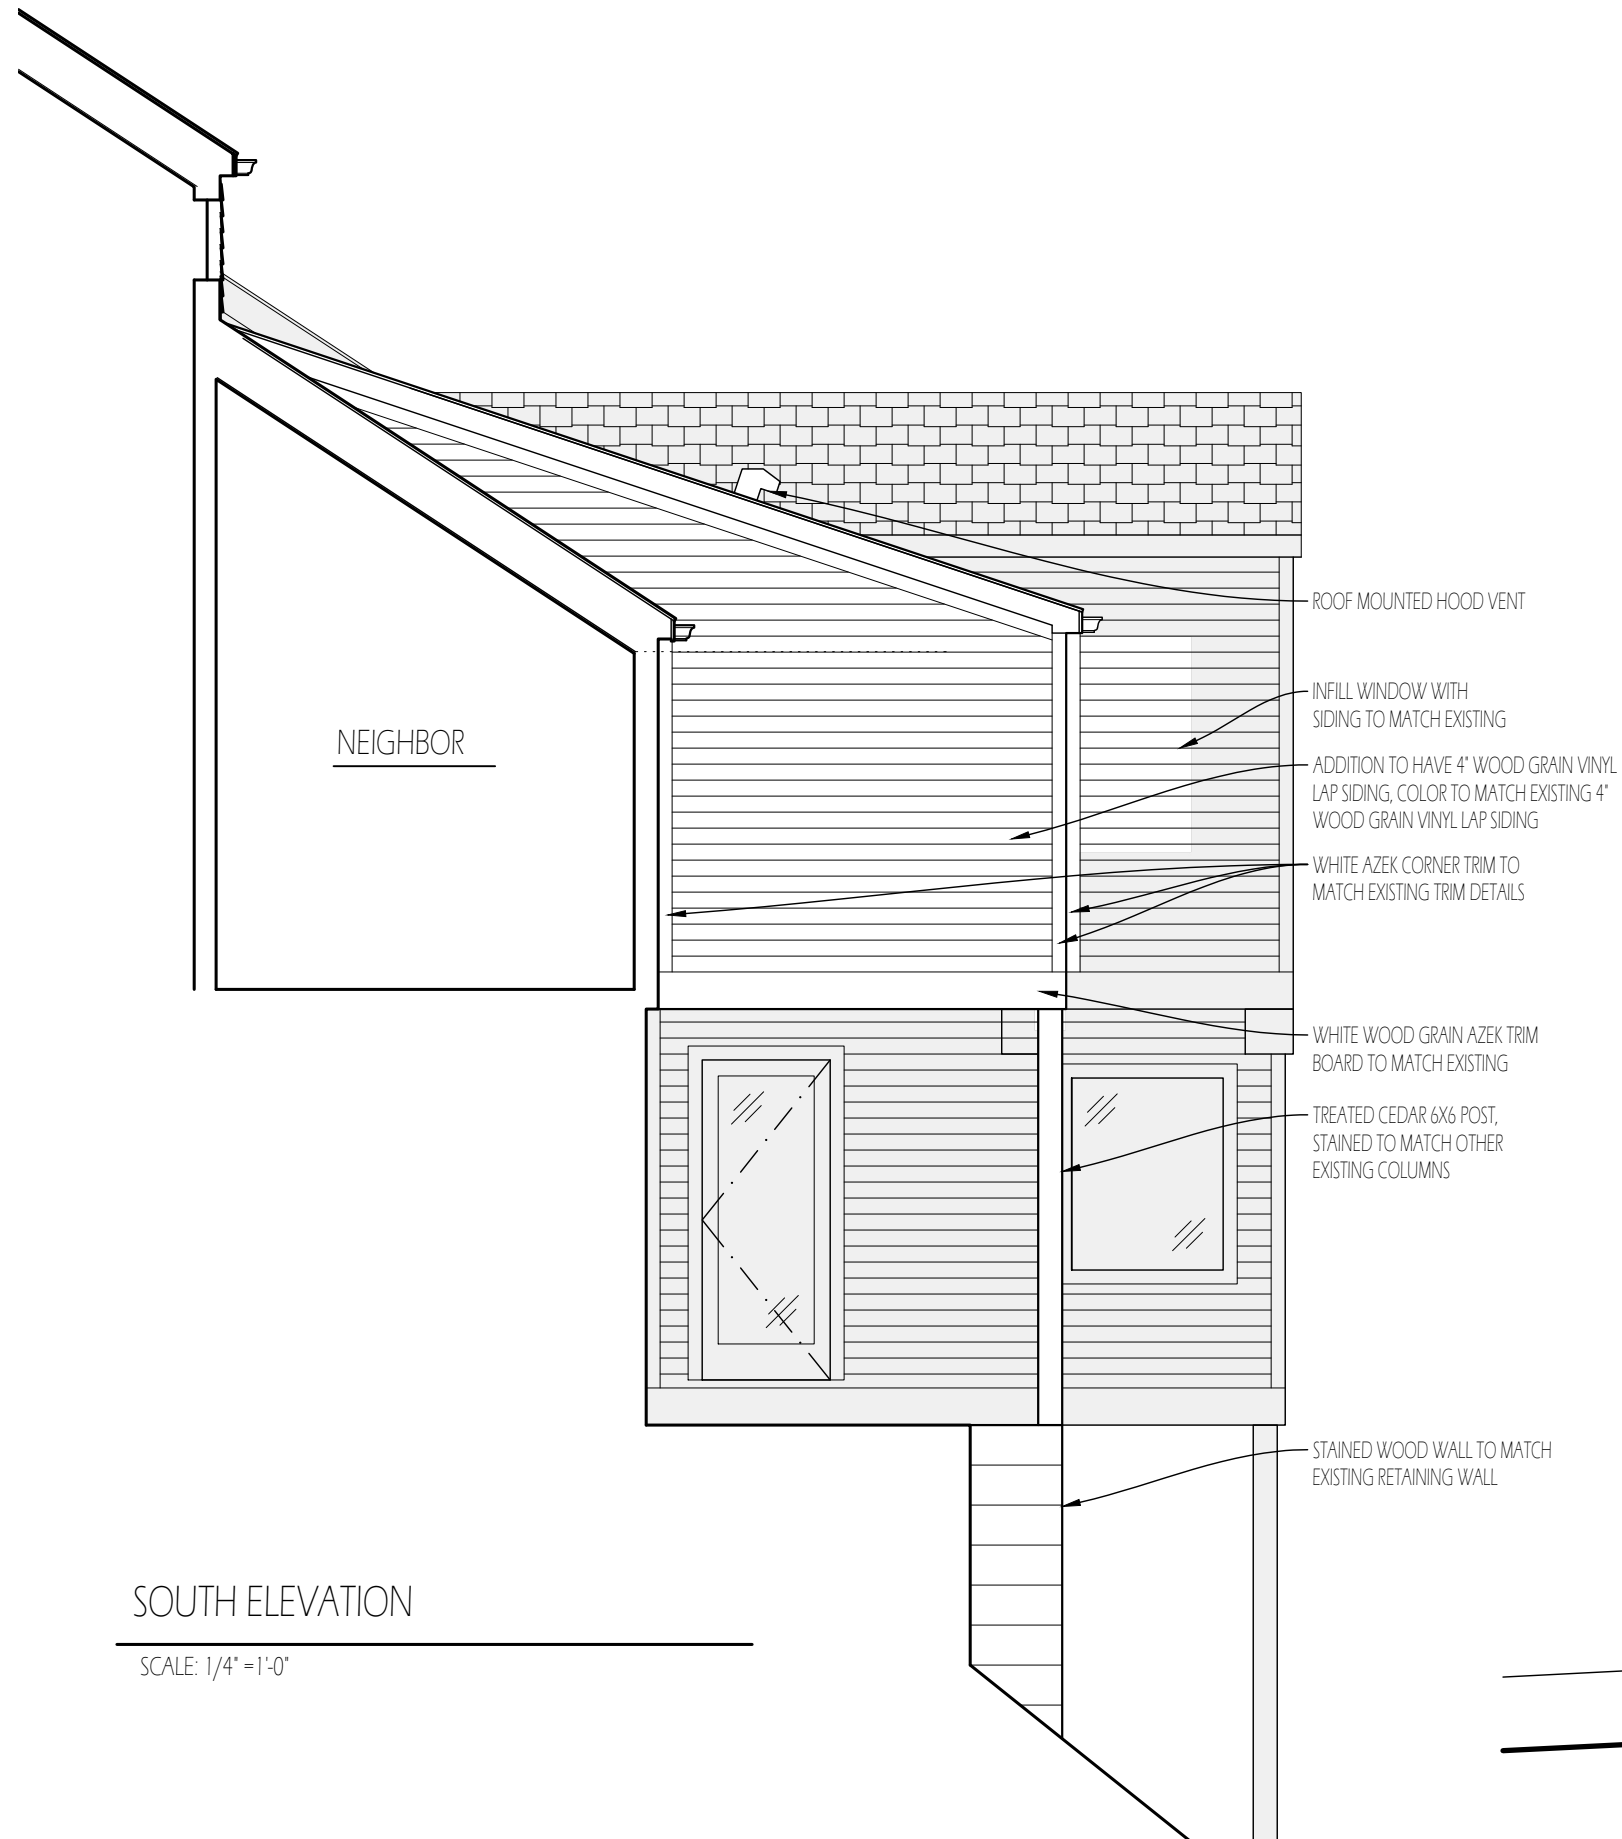 ROOF MOUNTED HOOD VENT
INFILL WINDOW WITH
SIDING TO MATCH EXISTING
NEIGHBOR
ADDITION TO HAVE 4" WOOD GRAIN VINYL
LAP SIDING, COLOR TO MATCH EXISTING 4"
WOOD GRAIN VINYL LAP SIDING
WHITE AZEK CORNER TRIM TO
MATCH EXISTING TRIM DETAILS
WHITE WOOD GRAIN AZEK TRIM
BOARD TO MATCH EXISTING
TREATED CEDAR 6X6 POST,
STAINED TO MATCH OTHER
EXISTING COLUMNS
STAINED WOOD WALL TO MATCH
EXISTING RETAINING WALL
SOUTH ELEVATION
SCALE: 1/4" =1'-0"